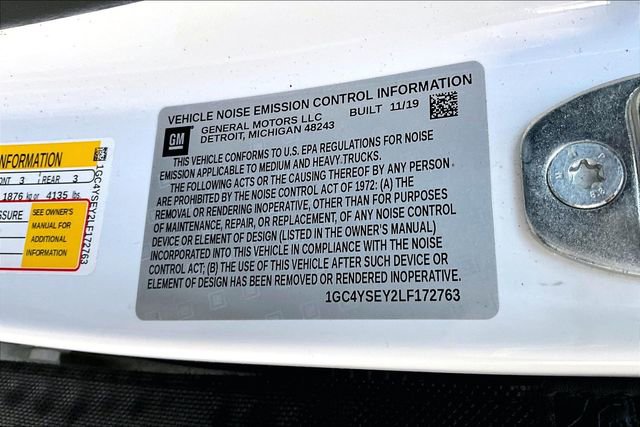 VEHICLE NOISE EMISSION CONTROL INFORMATION
GM
GENERAL MOTORS LLC BUILT 11/19
DETROIT, MICHIGAN 48243
THIS VEHICLE CONFORMS TO U.S. EPA REGULATIONS FOR NOISE
EMISSION APPLICABLE TO MEDIUM AND HEAVY.TRUCKS.
THE FOLLOWING ACTS OR THE CAUSING THEREOF BY ANY PERSON
ARE PROHIBITED BY THE NOISE CONTROL ACT OF 1972: (A) THE
REMOVAL OR RENDERING INOPERATIVE, OTHER THAN FOR PURPOSES
OF MAINTENANCE, REPAIR, OR REPLACEMENT, OF ANY NOISE CONTROL
DEVICE OR ELEMENT OF DESIGN (LISTED IN THE OWNER'S MANUAL)
INCORPORATED INTO THIS VEHICLE IN COMPLIANCE WITH THE NOISE
CONTROL ACT; (B) THE USE OF THIS VEHICLE AFTER SUCH DEVICE OR
ELEMENT OF DESIGN HAS BEEN REMOVED OR RENDERED INOPERATIVE.
1GC4YSEY2LF172763
INFORMATION
3 REAR 3
1876 kg or 4135 lbs.
SEE OWNER'S
MANUAL FOR
ADDITIONAL
INFORMATION
1GC4YSEY2LF172763